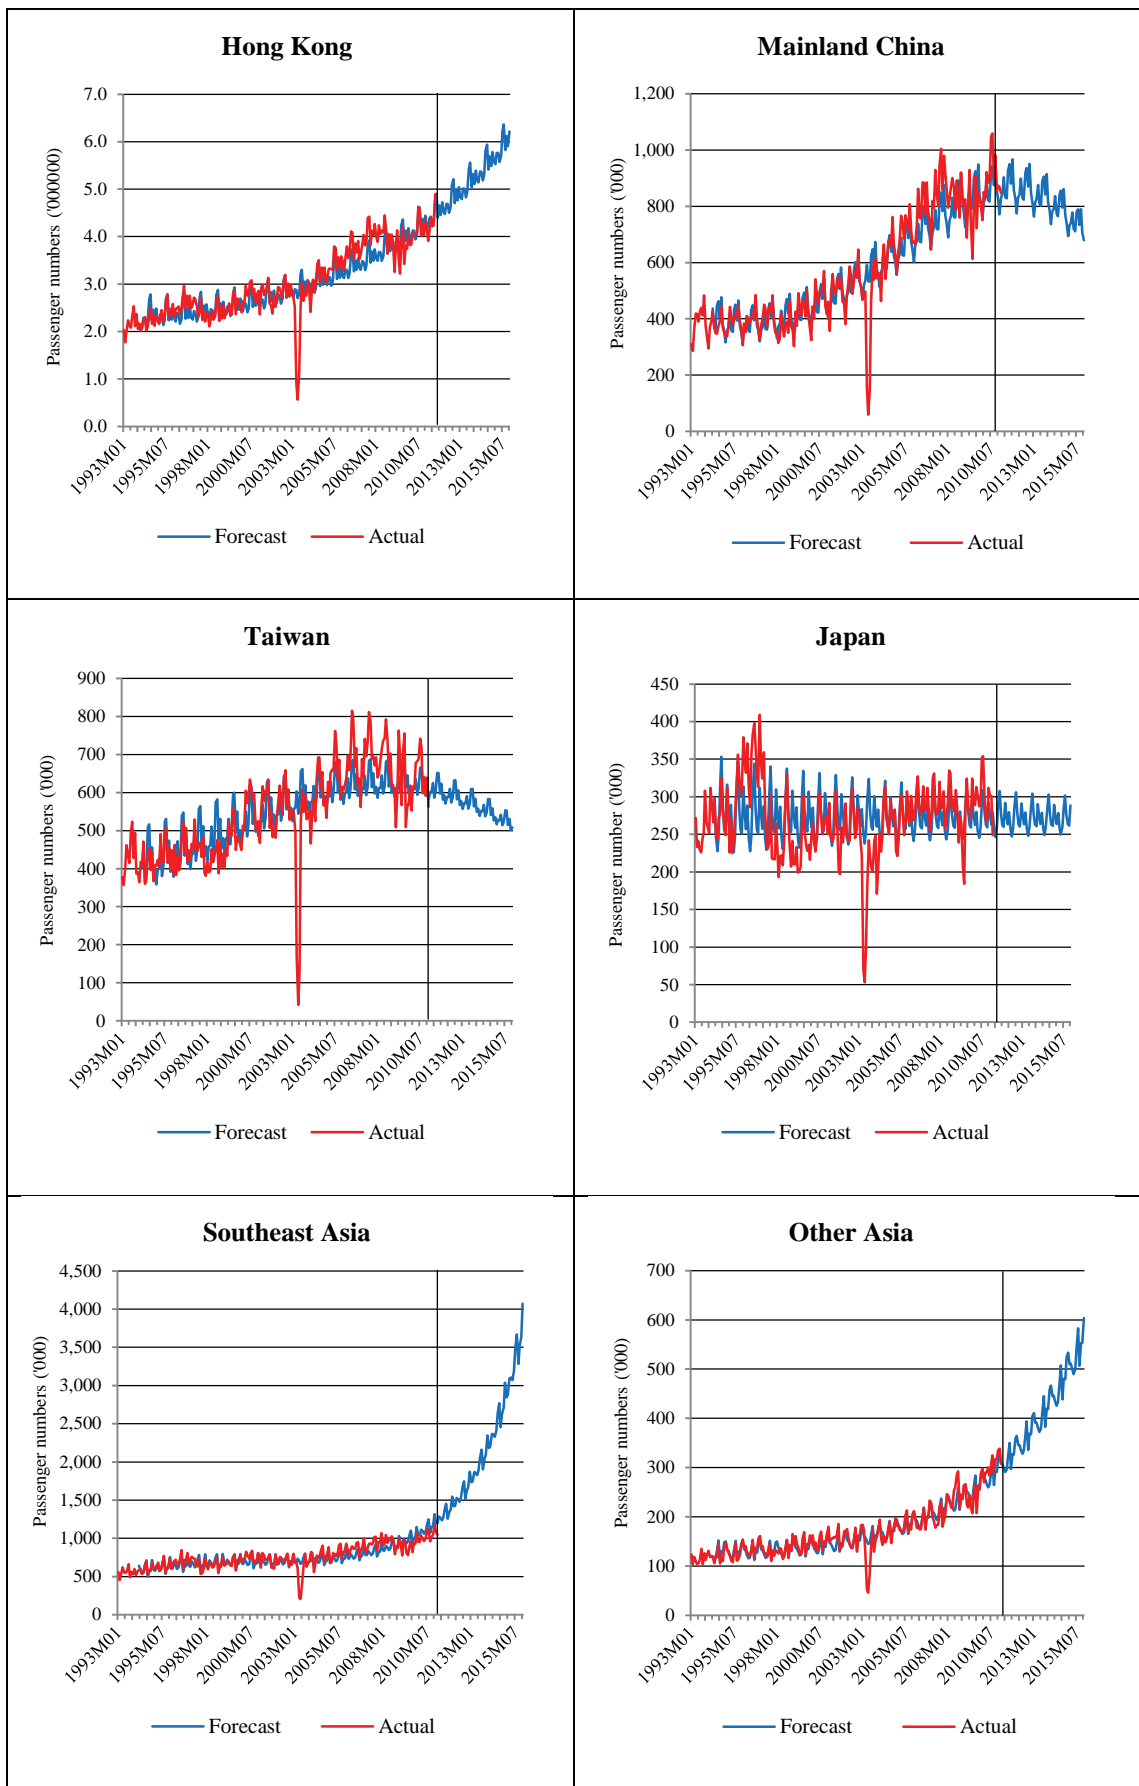 Hong Kong
Passenger numbers ('000000)
7.0
6.0
5.0
4.0
3.0
2.0
1.0
0.0
1993M01
1995M07
1998M01
2000M07
2003M01
2005M07
2008M01
2010M07
2013M01
2015M07
Forecast
Actual
Mainland China
Passenger numbers ('000)
1,200
1,000
800
600
400
200
0
1993M01
1995M07
1998M01
2000M07
2003M01
2005M07
2008M01
2010M07
2013M01
2015M07
Forecast
Actual
Taiwan
Passenger numbers ('000)
900
800
700
600
500
400
300
200
100
0
1993M01
1995M07
1998M01
2000M07
2003M01
2005M07
2008M01
2010M07
2013M01
2015M07
Forecast
Actual
Japan
Passenger number ('000)
450
400
350
300
250
200
150
100
50
0
1993M01
1995M07
1998M01
2000M07
2003M01
2005M07
2008M01
2010M07
2013M01
2015M07
Forecast
Actual
Southeast Asia
Passenger numbers ('000)
4,500
4,000
3,500
3,000
2,500
2,000
1,500
1,000
500
0
1993M01
1995M07
1998M01
2000M07
2003M01
2005M07
2008M01
2010M07
2013M01
2015M07
Forecast
Actual
Other Asia
Passenger numbers ('000)
700
600
500
400
300
200
100
0
1993M01
1995M07
1998M01
2000M07
2003M01
2005M07
2008M01
2010M07
2013M01
2015M07
Forecast
Actual